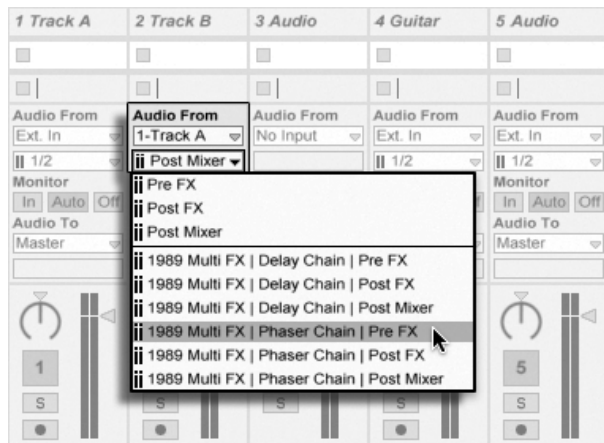 1 Track A 2 Track B 3 Audio 4 Guitar 5 Audio
Audio From Audio From Audio From Audio From Audio From
Ext. In 1-Track A No Input Ext. In Ext. In
1/2 Post Mixer 1/2 1/2
Monitor Pre FX Monitor
In Auto Off Post FX In Auto Off
Audio To Post Mixer Audio To
Master 1989 Multi FX | Delay Chain | Pre FX Master
1989 Multi FX | Delay Chain | Post FX
1989 Multi FX | Delay Chain | Post Mixer
1989 Multi FX | Phaser Chain | Pre FX
1 1989 Multi FX | Phaser Chain | Post FX 5
1989 Multi FX | Phaser Chain | Post Mixer
S S S S S